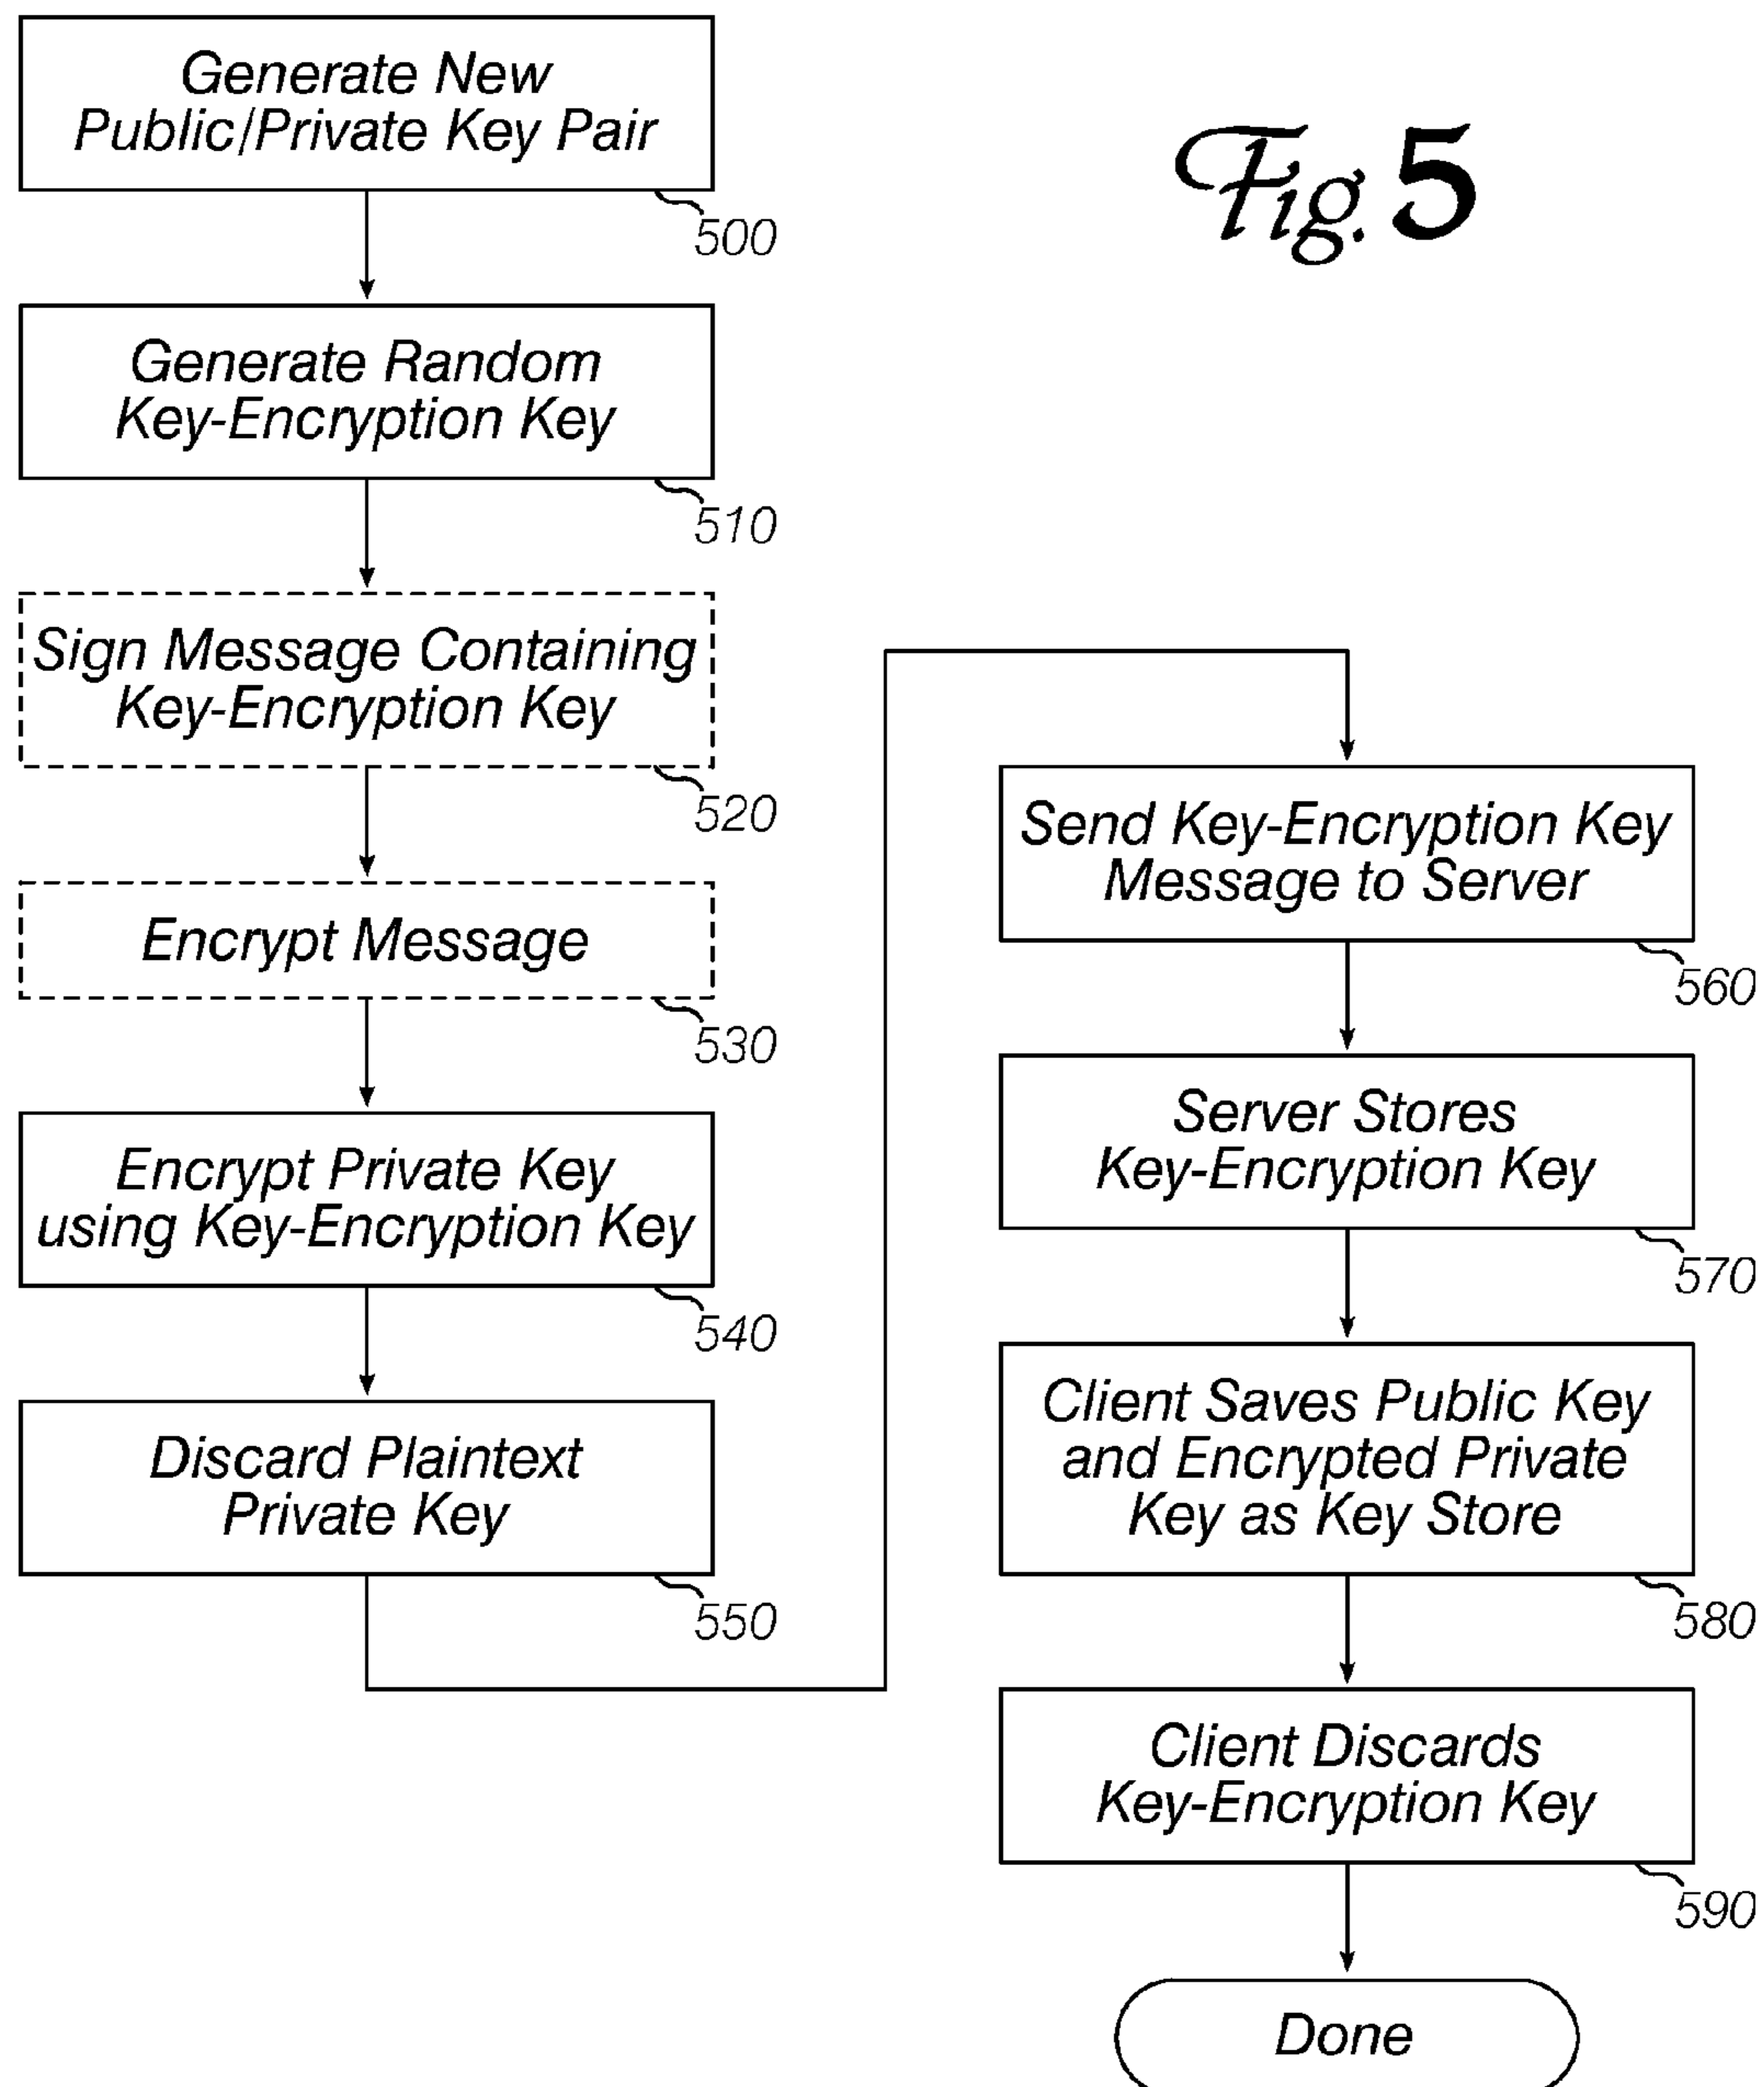 Fig. 5
Generate New
Public/Private Key Pair
500
Generate Random
Key-Encryption Key
510
Sign Message Containing
Key-Encryption Key
520
Encrypt Message
530
Encrypt Private Key
using Key-Encryption Key
540
Discard Plaintext
Private Key
550
Send Key-Encryption Key
Message to Server
560
Server Stores
Key-Encryption Key
570
Client Saves Public Key
and Encrypted Private
Key as Key Store
580
Client Discards
Key-Encryption Key
590
Done